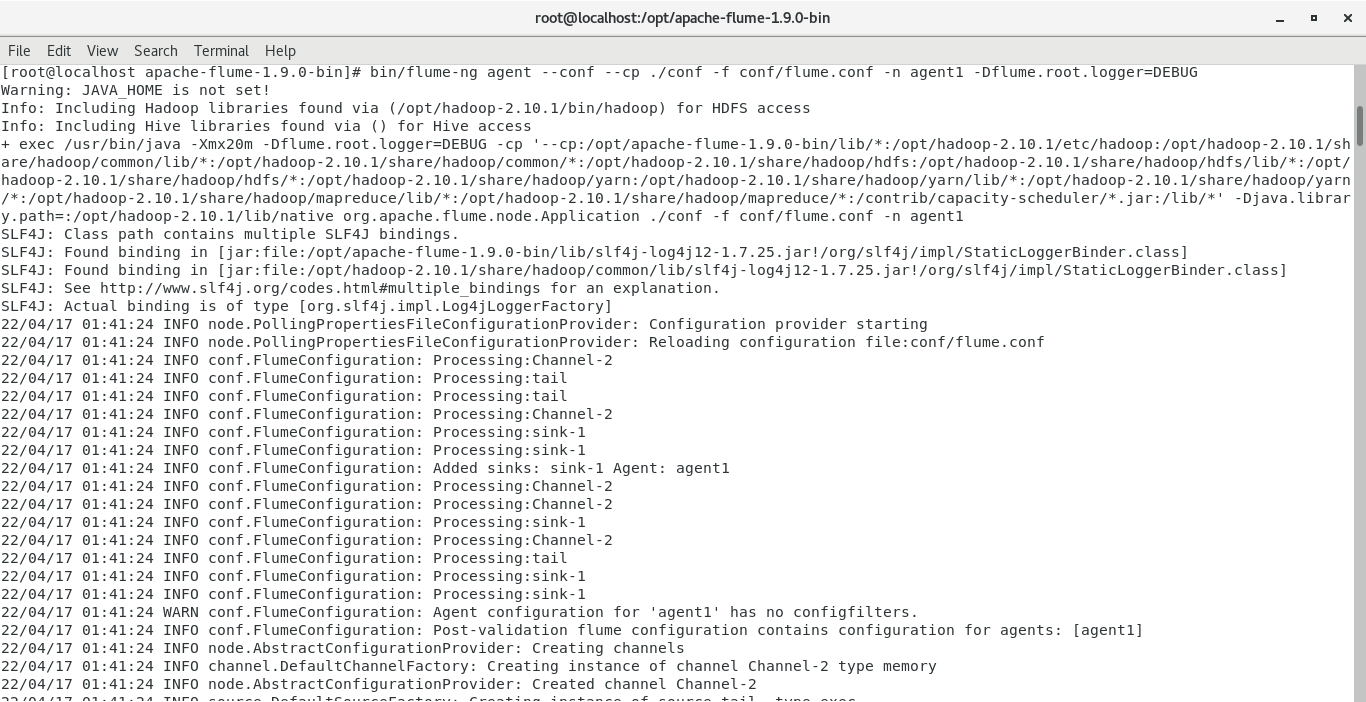 root@localhost:/opt/apache-flume-1.9.0-bin
File Edit View Search Terminal Help
[root@localhost apache-flume-1.9.0-bin]# bin/flume-ng agent --conf --cp ./conf -f conf/flume.conf -n agent1 -Dflume.root.logger=DEBUG
Warning: JAVA_HOME is not set!
Info: Including Hadoop libraries found via (/opt/hadoop-2.10.1/bin/hadoop) for HDFS access
Info: Including Hive libraries found via () for Hive access
+ exec /usr/bin/java -Xmx20m -Dflume.root.logger=DEBUG -cp '--cp:/opt/apache-flume-1.9.0-bin/lib/*:/opt/hadoop-2.10.1/etc/hadoop:/opt/hadoop-2.10.1/sh
are/hadoop/common/lib/*:/opt/hadoop-2.10.1/share/hadoop/common/*:/opt/hadoop-2.10.1/share/hadoop/hdfs:/opt/hadoop-2.10.1/share/hadoop/hdfs/lib/*:/opt/
hadoop-2.10.1/share/hadoop/hdfs/*:/opt/hadoop-2.10.1/share/hadoop/yarn:/opt/hadoop-2.10.1/share/hadoop/yarn/lib/*:/opt/hadoop-2.10.1/share/hadoop/yarn
/*:/opt/hadoop-2.10.1/share/hadoop/mapreduce/lib/*:/opt/hadoop-2.10.1/share/hadoop/mapreduce/*:/contrib/capacity-scheduler/*.jar:/lib/*' -Djava.librar
y.path=:/opt/hadoop-2.10.1/lib/native org.apache.flume.node.Application ./conf -f conf/flume.conf -n agent1
SLF4J: Class path contains multiple SLF4J bindings.
SLF4J: Found binding in [jar:file:/opt/apache-flume-1.9.0-bin/lib/slf4j-log4j12-1.7.25.jar!/org/slf4j/impl/StaticLoggerBinder.class]
SLF4J: Found binding in [jar:file:/opt/hadoop-2.10.1/share/hadoop/common/lib/slf4j-log4j12-1.7.25.jar!/org/slf4j/impl/StaticLoggerBinder.class]
SLF4J: See http://www.slf4j.org/codes.html#multiple_bindings for an explanation.
SLF4J: Actual binding is of type [org.slf4j.impl.Log4jLoggerFactory]
22/04/17 01:41:24 INFO node.PollingPropertiesFileConfigurationProvider: Configuration provider starting
22/04/17 01:41:24 INFO node.PollingPropertiesFileConfigurationProvider: Reloading configuration file:conf/flume.conf
22/04/17 01:41:24 INFO conf.FlumeConfiguration: Processing:Channel-2
22/04/17 01:41:24 INFO conf.FlumeConfiguration: Processing:tail
22/04/17 01:41:24 INFO conf.FlumeConfiguration: Processing:tail
22/04/17 01:41:24 INFO conf.FlumeConfiguration: Processing:Channel-2
22/04/17 01:41:24 INFO conf.FlumeConfiguration: Processing:sink-1
22/04/17 01:41:24 INFO conf.FlumeConfiguration: Processing:sink-1
22/04/17 01:41:24 INFO conf.FlumeConfiguration: Added sinks: sink-1 Agent: agent1
22/04/17 01:41:24 INFO conf.FlumeConfiguration: Processing:Channel-2
22/04/17 01:41:24 INFO conf.FlumeConfiguration: Processing:Channel-2
22/04/17 01:41:24 INFO conf.FlumeConfiguration: Processing:sink-1
22/04/17 01:41:24 INFO conf.FlumeConfiguration: Processing:Channel-2
22/04/17 01:41:24 INFO conf.FlumeConfiguration: Processing:tail
22/04/17 01:41:24 INFO conf.FlumeConfiguration: Processing:sink-1
22/04/17 01:41:24 INFO conf.FlumeConfiguration: Processing:sink-1
22/04/17 01:41:24 WARN conf.FlumeConfiguration: Agent configuration for 'agent1' has no configfilters.
22/04/17 01:41:24 INFO conf.FlumeConfiguration: Post-validation flume configuration contains configuration for agents: [agent1]
22/04/17 01:41:24 INFO node.AbstractConfigurationProvider: Creating channels
22/04/17 01:41:24 INFO channel.DefaultChannelFactory: Creating instance of channel Channel-2 type memory
22/04/17 01:41:24 INFO node.AbstractConfigurationProvider: Created channel Channel-2
22/04/17 01:41:24 INFO source.DefaultSourceFactory: Creating instance of source tail, type exec